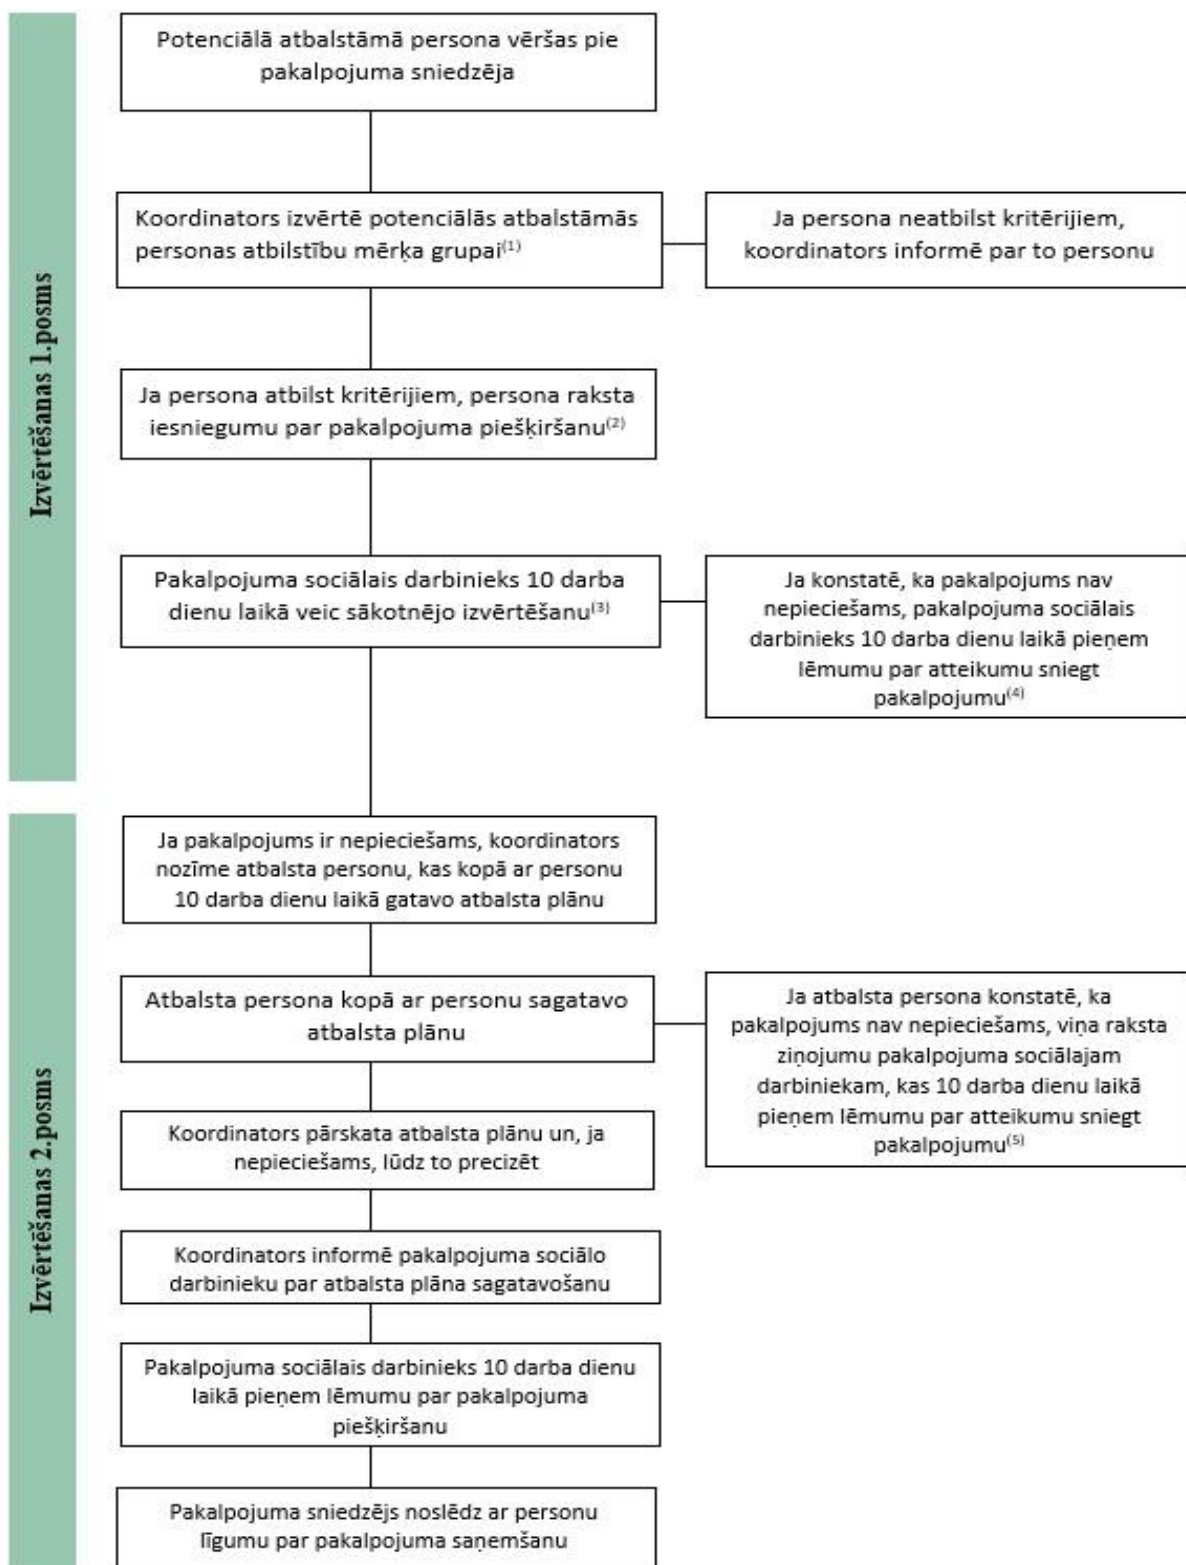 Izvērtēšanas 1.posms
Potenciālā atbalstāmā persona vēršas pie
pakalpojuma sniedzēja
Koordinators izvērtē potenciālās atbalstāmās
personas atbilstību mērķa grupai(1)
Ja persona neatbilst kritērijiem,
koordinators informē par to personu
Ja persona atbilst kritērijiem, persona raksta
iesniegumu par pakalpojuma piešķiršanu(2)
Pakalpojuma sociālais darbinieks 10 darba
dienu laikā veic sākotnējo izvērtēšanu(3)
Ja konstatē, ka pakalpojums nav
nepieciešams, pakalpojuma sociālais
darbinieks 10 darba dienu laikā pieņem
lēmumu par atteikumu sniegt
pakalpojumu(4)
Izvērtēšanas 2.posms
Ja pakalpojums ir nepieciešams, koordinators
nozīme atbalsta personu, kas kopā ar personu
10 darba dienu laikā gatavo atbalsta plānu
Atbalsta persona kopā ar personu sagatavo
atbalsta plānu
Ja atbalsta persona konstatē, ka
pakalpojums nav nepieciešams, viņa raksta
ziņojumu pakalpojuma sociālajam
darbiniekam, kas 10 darba dienu laikā
pieņem lēmumu par atteikumu sniegt
pakalpojumu(5)
Koordinators pārskata atbalsta plānu un, ja
nepieciešams, lūdz to precizēt
Koordinators informē pakalpojuma sociālo
darbinieku par atbalsta plāna sagatavošanu
Pakalpojuma sociālais darbinieks 10 darba dienu
laikā pieņem lēmumu par pakalpojuma
piešķiršanu
Pakalpojuma sniedzējs noslēdz ar personu
līgumu par pakalpojuma saņemšanu